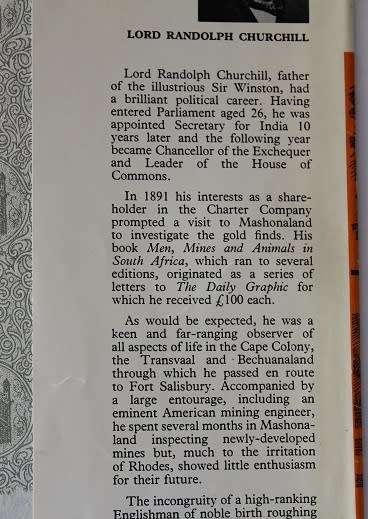 LORD RANDOLPH CHURCHILL
Lord Randolph Churchill, father
of the illustrious Sir Winston, had
a brilliant political career. Having
entered Parliament aged 26, he was
appointed Secretary for India 10
years later and the following year
became Chancellor of the Exchequer
and Leader of the House of
Commons.
In 1891 his interests as a share-
holder in the Charter Company
prompted a visit to Mashonaland
to investigate the gold finds. His
book Men, Mines and Animals in
South Africa, which ran to several
editions, originated as a series of
letters to The Daily Graphic for
which he received £100 each.
As would be expected, he was a
keen and far-ranging observer of
all aspects of life in the Cape Colony,
the Transvaal and Bechuanaland
through which he passed en route
to Fort Salisbury. Accompanied by
a large entourage, including an
eminent American mining engineer,
he spent several months in Mashona-
land inspecting newly-developed
mines but, much to the irritation
of Rhodes, showed little enthusiasm
for their future.
The incongruity of a high-ranking
Englishman of noble birth roughing